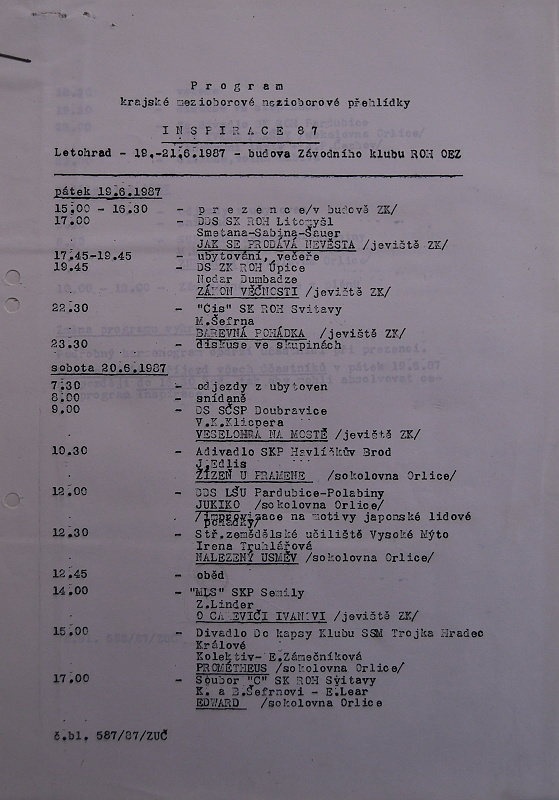 Program
krajské mezioborové mezioborové přehlídky
INSPIRACE 87
Letohrad - 19.-21.6.1987 - budova Závodního klubu ROH OEZ
pátek 19.6.1987
15.00 - 16.30 - prezence/v budově ZK/
17.00 - DDS SK ROH Litomyšl
Smetana-Sabina-Šauer
JAK SE PRODÁVÁ NEVĚSTA /jeviště ZK/
17.45-19.45 - ubytování, večeře
19.45 - DS ZK ROH Úpice
Nodar Dumbadze
ZÁKON VĚČNOSTI /jeviště ZK/
22.30 - "Čis" SK ROH Svitavy
M.Šefrna
BAREVNÁ POHÁDKA /jeviště ZK/
23.30 - diskuse ve skupinách
sobota 20.6.1987
7.30 - odjezdy z ubytoven
8.00 - snídaně
9.00 - DS SČSP Doubravice
V.K.Klicpera
VESELOHRA NA MOSTĚ /jeviště ZK/
10.30 - Adivadlo SKP Havlíčkův Brod
J.Edlis
ŽÍZEŇ U PRAMENE /sokolovna Orlice/
12.00 - DDS LŠU Pardubice-Polabiny
JUKIKO /sokolovna Orlice/
/improvizace na motivy japonské lidové
pohádky/
12.30 - Stř.zemědělské učiliště Vysoké Mýto
Irena Truhlářová
NALEZENÝ ÚSMĚV /sokolovna Orlice/
12.45 - oběd
14.00 - "MLS" SKP Semily
Z.Linder
O CAREVIČI IVANOVI /jeviště ZK/
15.00 - Divadlo Do kapsy Klubu SSM Trojka Hradec
Králové
Kolektiv- E.Zámečníková
PROMÉTHEUS /sokolovna Orlice/
17.00 - Soubor "C" SK ROH Svitavy
K. a B.Šefrnovi - E.Lear
EDWARD /sokolovna Orlice
č.bl. 587/87/ZUČ